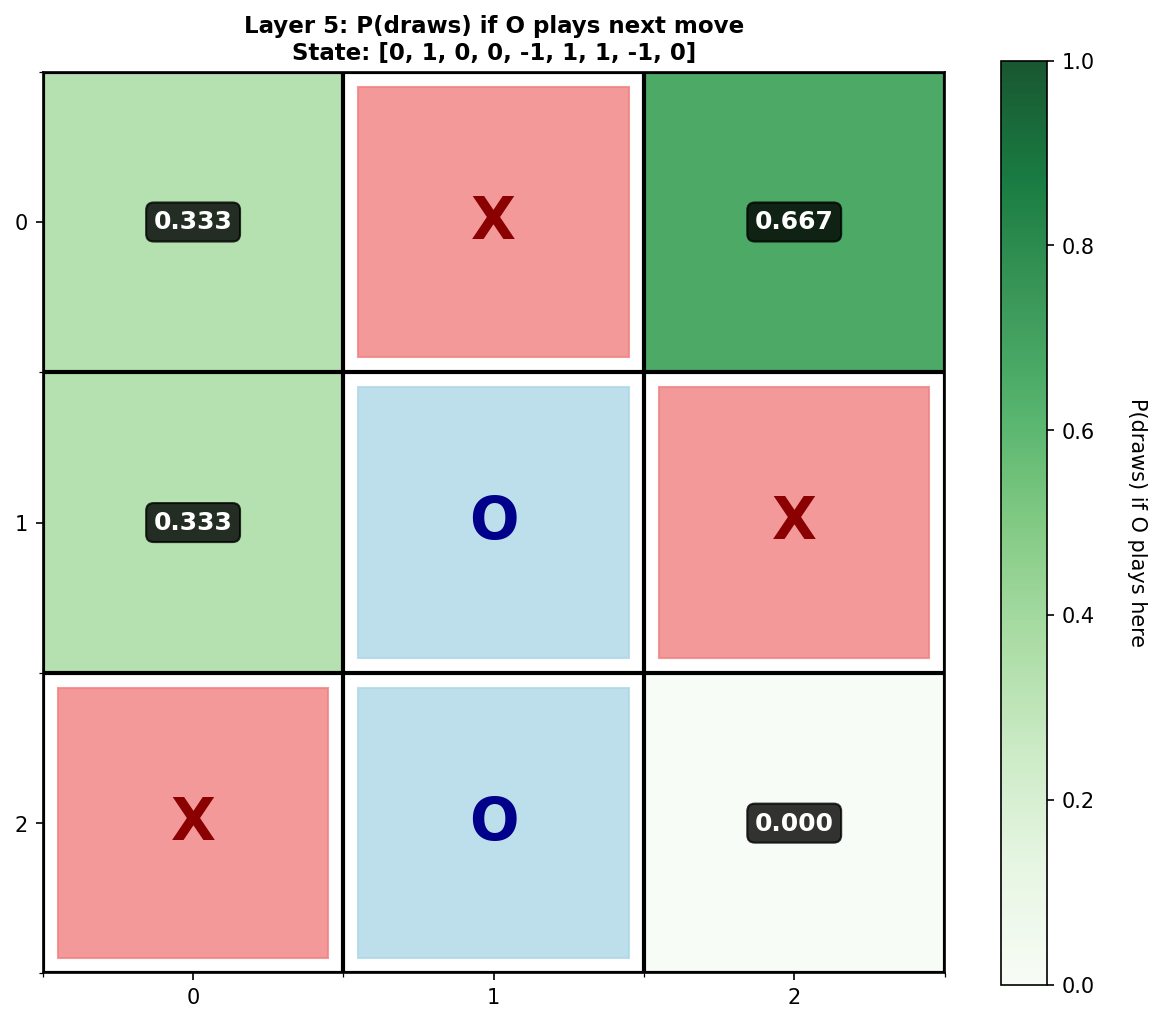 Layer 5: P(draws) if O plays next move
State: [0, 1, 0, 0, -1, 1, 1, -1, 0]
0.333
X
0.667
0.333
O
X
X
O
0.000
0
1
2
0
1
2
1.0
0.8
0.6
0.4
0.2
0.0
P(draws) if O plays here